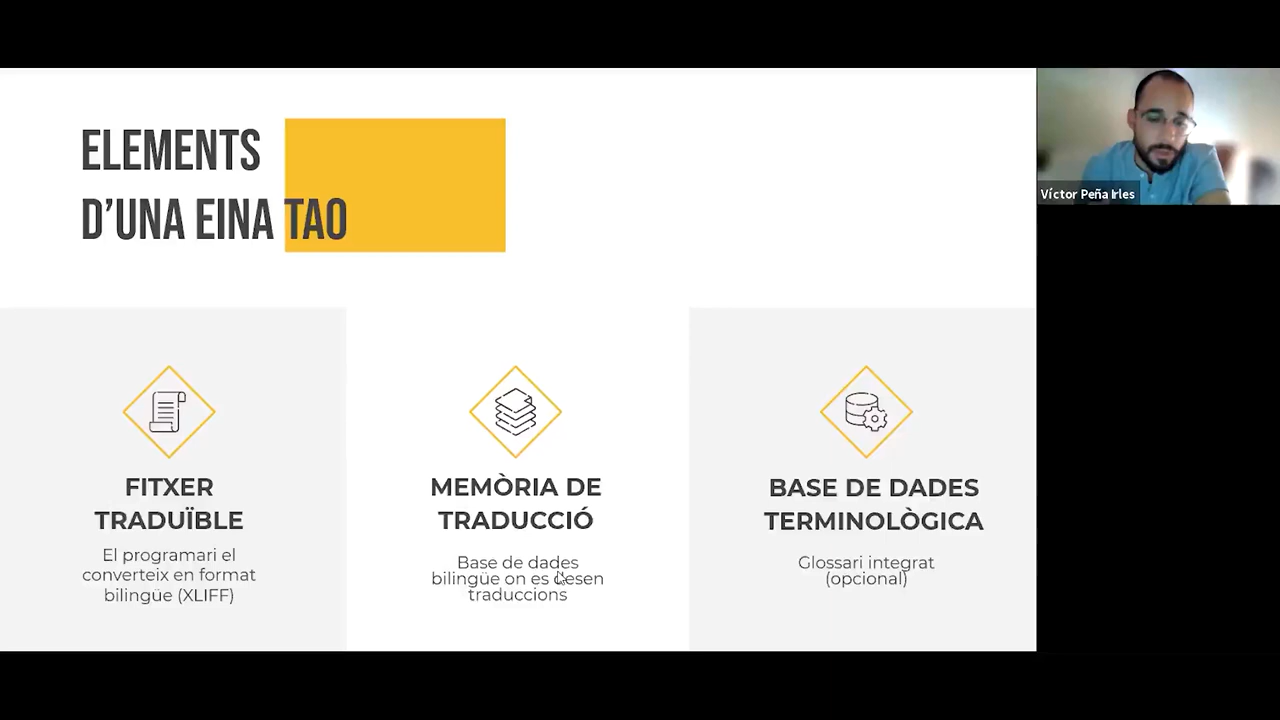 ELEMENTS
D'UNA EINA TAO
Víctor Peña Irles
FITXER
TRADUÏBLE
El programari el
converteix en format
bilingüe (XLIFF)
MEMÒRIA DE
TRADUCCIÓ
Base de dades
bilingüe on es desen
traduccions
BASE DE DADES
TERMINOLÒGICA
Glossari integrat
(opcional)